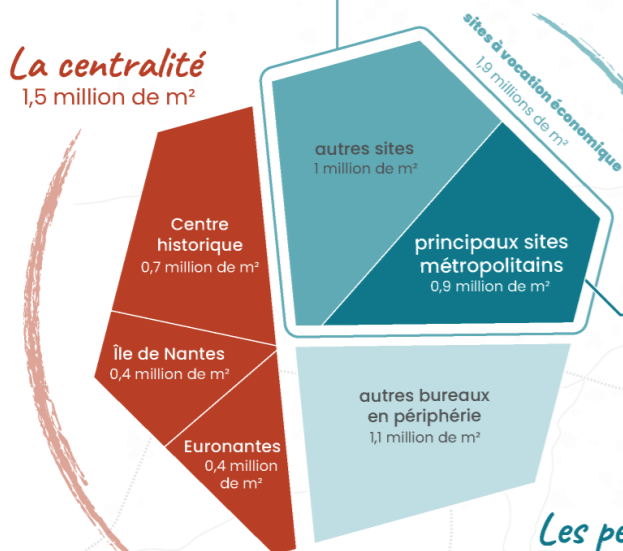 La centralité
1,5 million de m²
sites à vocation économique
1,9 millions de m²
autres sites
1 million de m²
Centre
historique
0,7 million de m²
principaux sites
métropolitains
0,9 million de m²
Île de Nantes
0,4 million de m²
autres bureaux
en périphérie
1,1 million de m²
Euronantes
0,4 million
de m²
Les pe